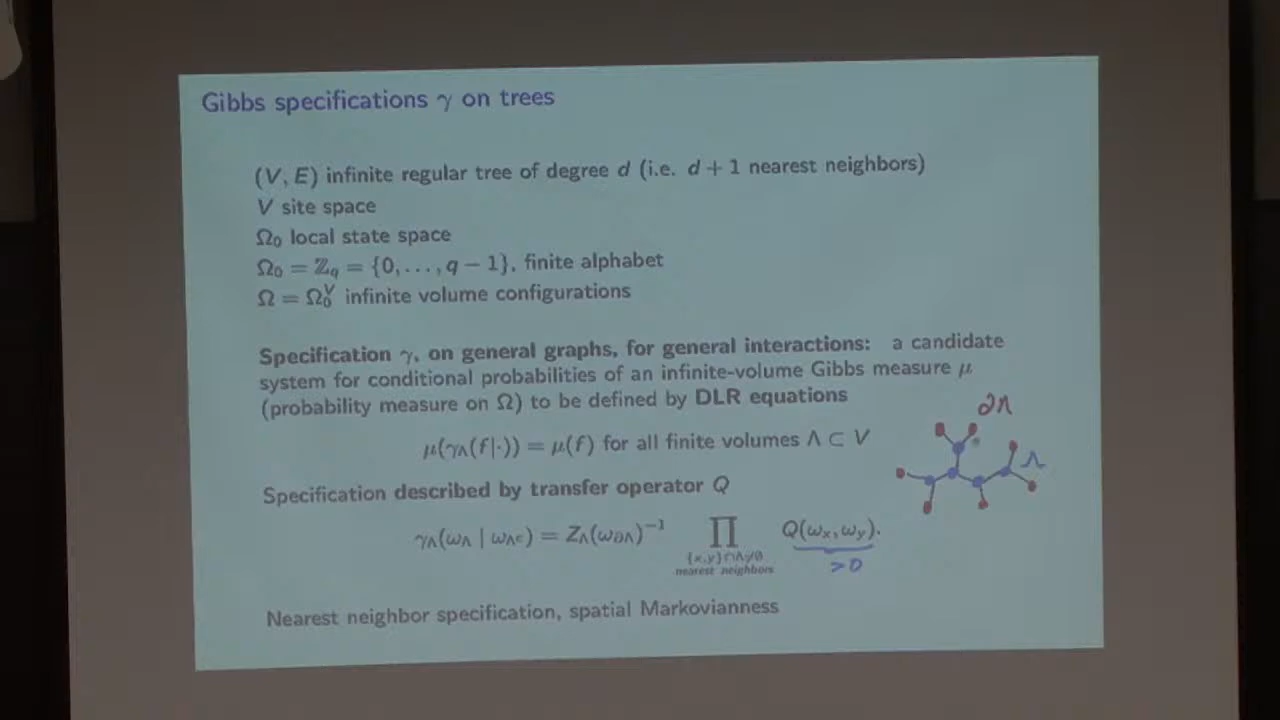 Gibbs specifications γ on trees
(V, E) infinite regular tree of degree d (i.e. d + 1 nearest neighbors)
V site space
Ω₀ local state space
Ω₀ = ℤ_q = {0, . . . , q − 1}, finite alphabet
Ω = Ω₀^V infinite volume configurations
Specification γ, on general graphs, for general interactions: a candidate
system for conditional probabilities of an infinite-volume Gibbs measure μ
(probability measure on Ω) to be defined by DLR equations
∂Λ
μ(γ_Λ(f|·)) = μ(f) for all finite volumes Λ ⊂ V
Λ
Specification described by transfer operator Q
γ_Λ(ω_Λ | ω_Λᶜ) = Z_Λ(ω_∂Λ)⁻¹ ∏ Q(ω_x, ω_y).
{x,y}∩Λ≠∅
nearest neighbors
>0
Nearest neighbor specification, spatial Markovianness